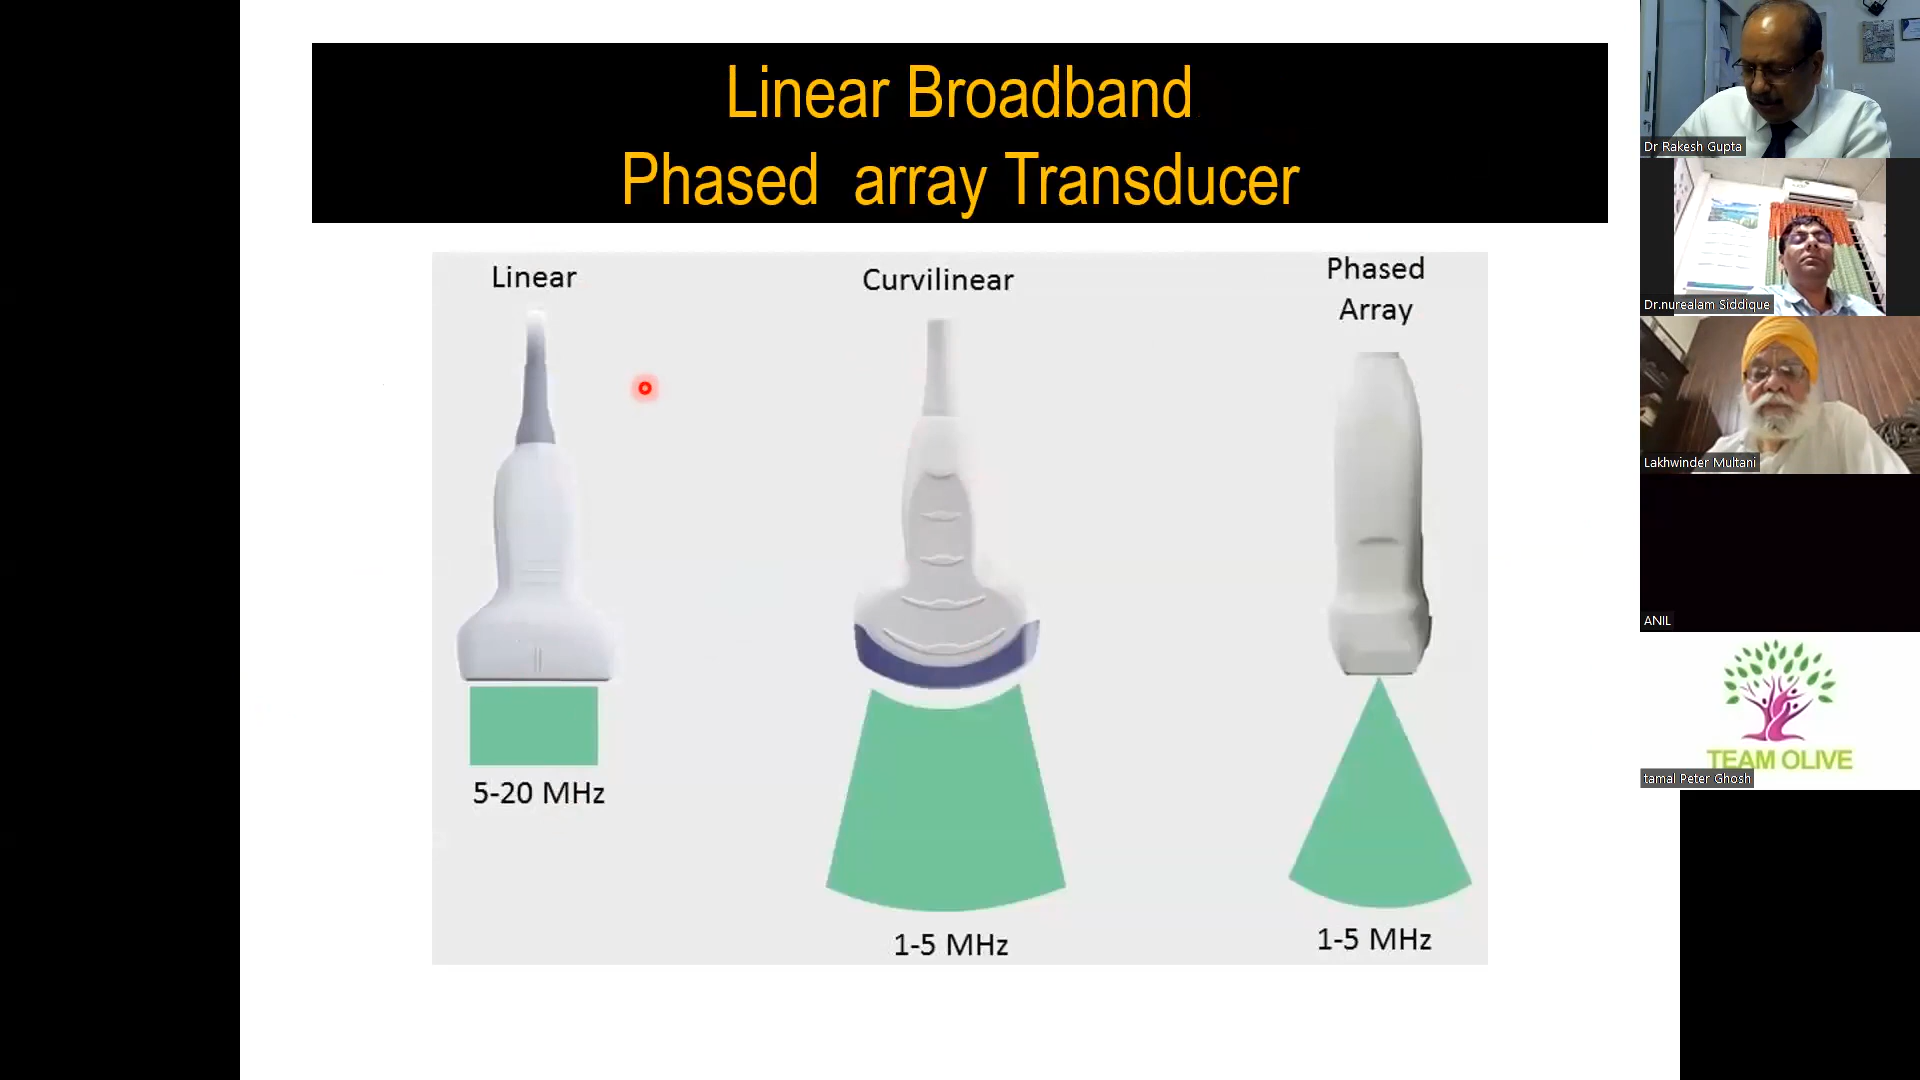 Linear Broadband
Phased  array Transducer
Linear
Curvilinear
Phased
Array
5-20 MHz
1-5 MHz
1-5 MHz
Dr Rakesh Gupta
Dr.nurealam Siddique
Lakhwinder Multani
ANIL
TEAM OLIVE
tamal Peter Ghosh